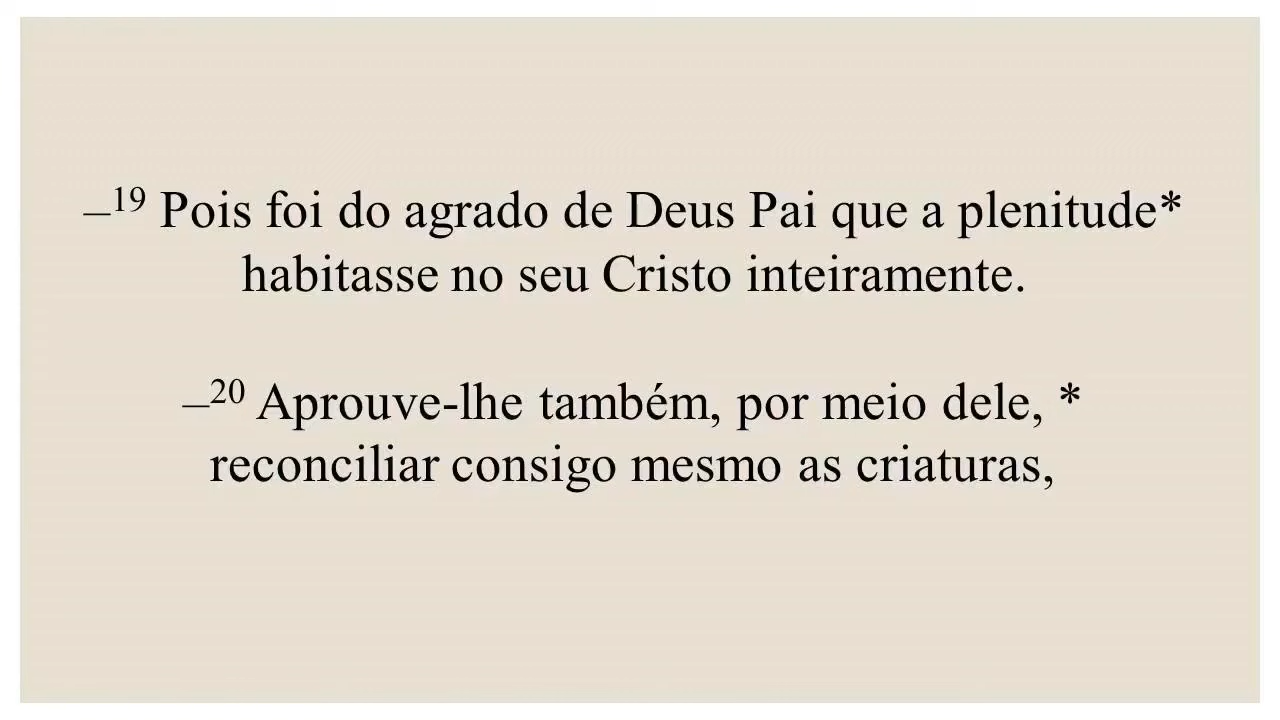 –19 Pois foi do agrado de Deus Pai que a plenitude*
habitasse no seu Cristo inteiramente.
–20 Aprouve-lhe também, por meio dele, *
reconciliar consigo mesmo as criaturas,